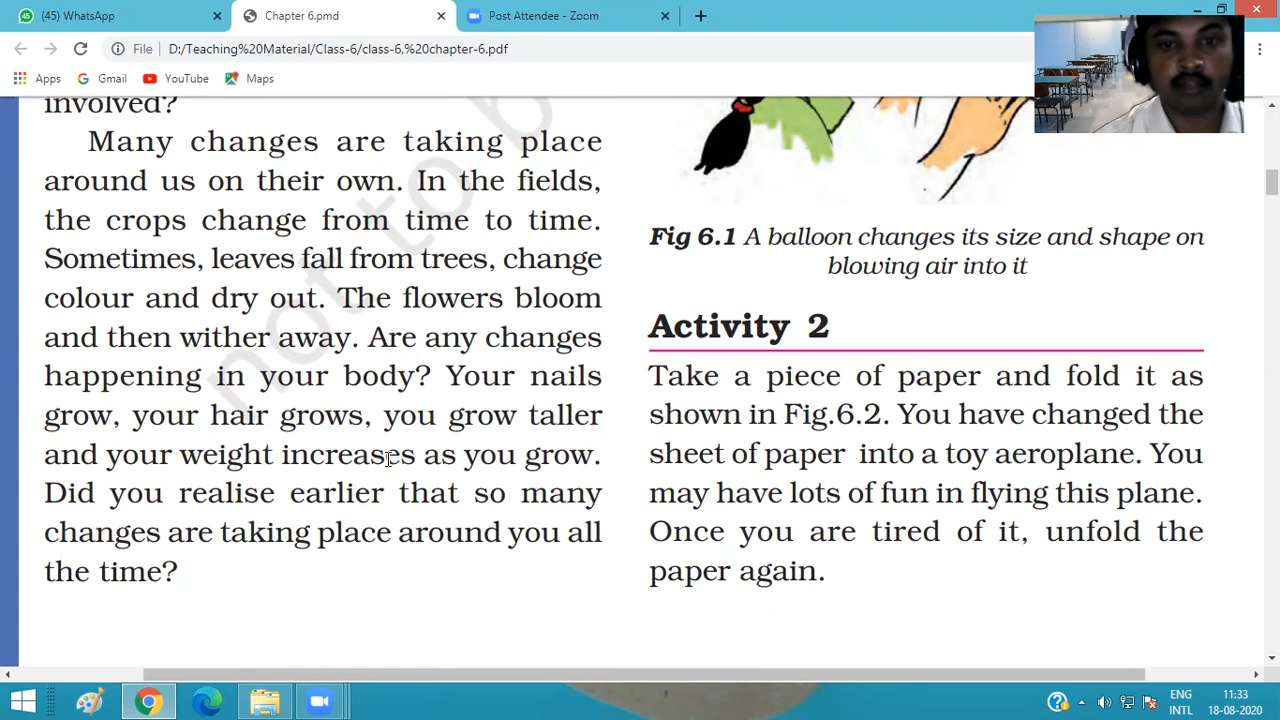 (45) WhatsApp
Chapter 6.pmd
Post Attendee - Zoom
File
D:/Teaching%20Material/Class-6/class-6.%20chapter-6.pdf
Apps
Gmail
YouTube
Maps
involved?
Many changes are taking place
around us on their own. In the fields,
the crops change from time to time.
Sometimes, leaves fall from trees, change
colour and dry out. The flowers bloom
and then wither away. Are any changes
happening in your body? Your nails
grow, your hair grows, you grow taller
and your weight increases as you grow.
Did you realise earlier that so many
changes are taking place around you all
the time?
not to b
Fig 6.1 A balloon changes its size and shape on
blowing air into it
Activity 2
Take a piece of paper and fold it as
shown in Fig.6.2. You have changed the
sheet of paper into a toy aeroplane. You
may have lots of fun in flying this plane.
Once you are tired of it, unfold the
paper again.
ENG
INTL
11:33
18-08-2020